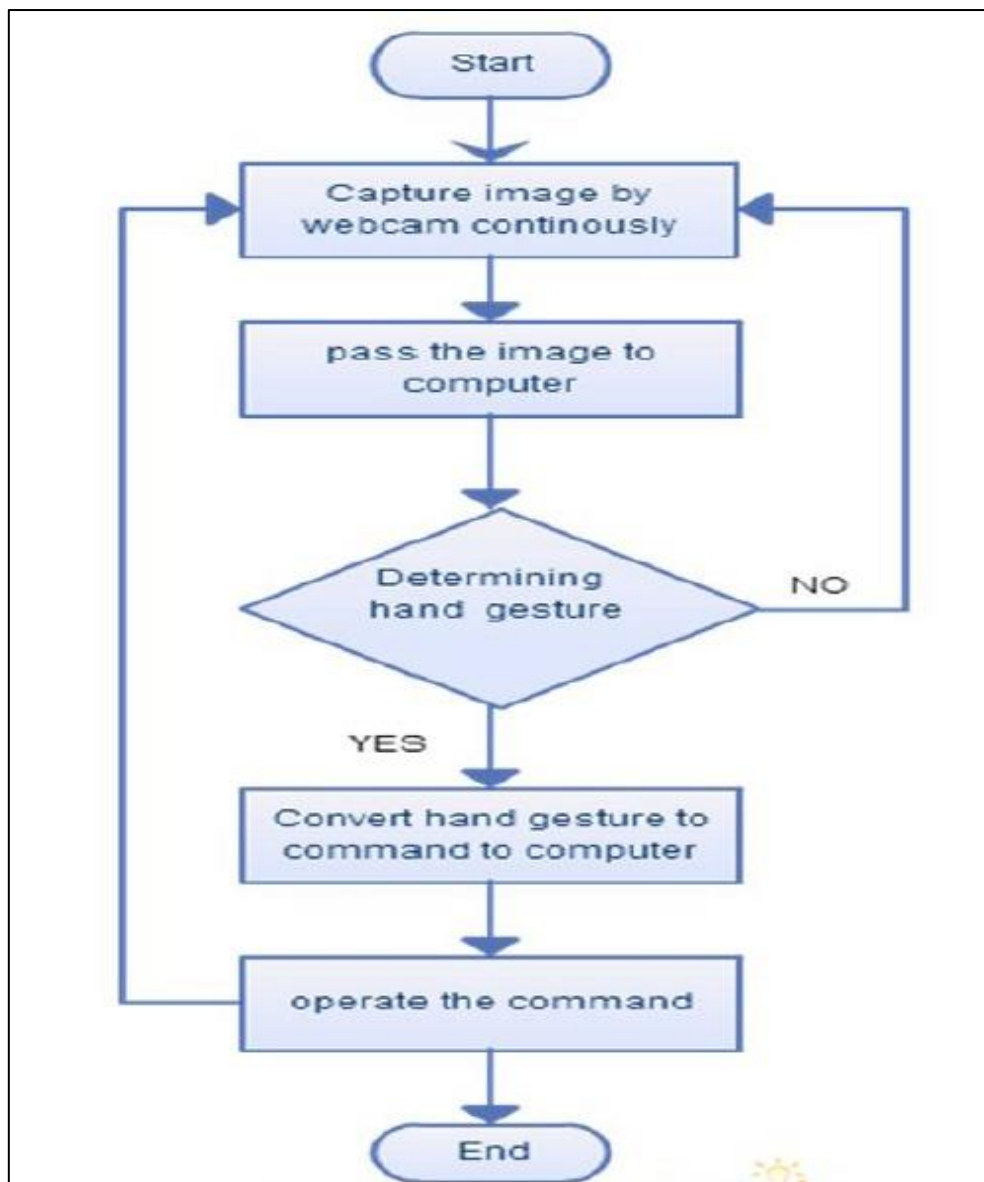 Start
Capture image by
webcam continously
pass the image to
computer
Determining
hand gesture
NO
YES
Convert hand gesture to
command to computer
operate the command
End